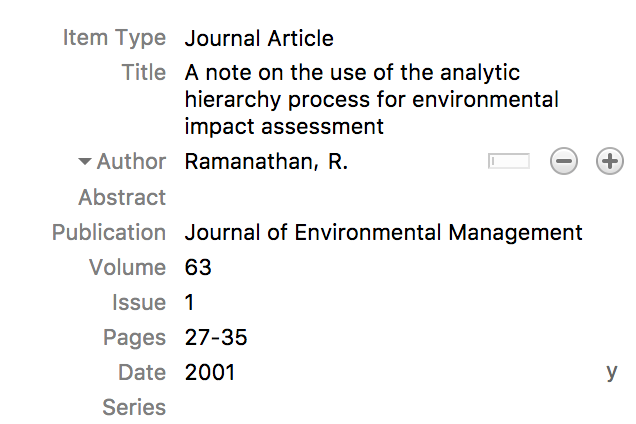 Item Type Journal Article
Title A note on the use of the analytic
hierarchy process for environmental
impact assessment
Author Ramanathan, R.
Abstract
Publication Journal of Environmental Management
Volume 63
Issue 1
Pages 27-35
Date 2001 y
Series